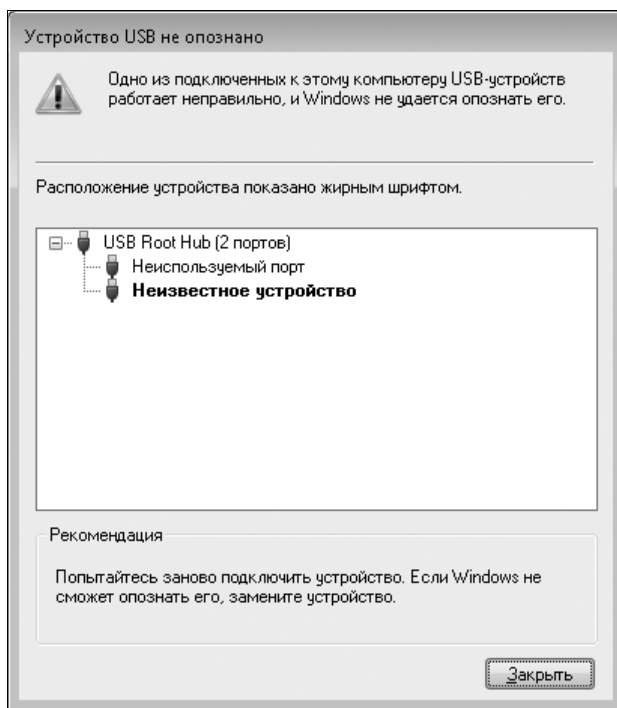 Устройство USB не опознано
Одно из подключенных к этому компьютеру USB-устройств
работает неправильно, и Windows не удается опознать его.
Расположение устройства показано жирным шрифтом.
USB Root Hub (2 портов)
Неиспользуемый порт
Неизвестное устройство
Рекомендация
Попытайтесь заново подключить устройство. Если Windows не
сможет опознать его, замените устройство.
Закрыть